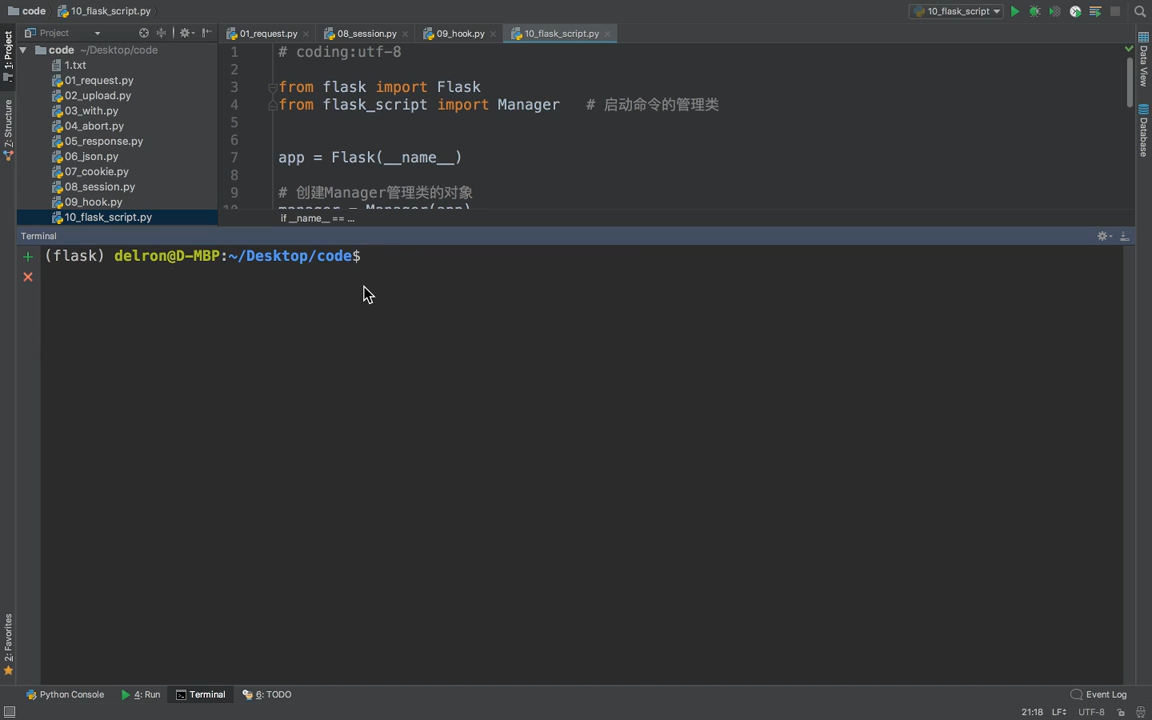 code 10_flask_script.py
10_flask_script
Project
01_request.py
08_session.py
09_hook.py
10_flask_script.py
1: Project
Z: Structure
2: Favorites
Data View
Database
code ~/Desktop/code
1.txt
01_request.py
02_upload.py
03_with.py
04_abort.py
05_response.py
06_json.py
07_cookie.py
08_session.py
09_hook.py
10_flask_script.py
1 # coding:utf-8
2
3 from flask import Flask
4 from flask_script import Manager # 启动命令的管理类
5
6
7 app = Flask(__name__)
8
9 # 创建Manager管理类的对象
10 manager = Manager(app)
if __name__ == ...
Terminal
(flask) delron@D-MBP:~/Desktop/code$
Python Console
4: Run
Terminal
6: TODO
Event Log
21:18 LF÷ UTF-8